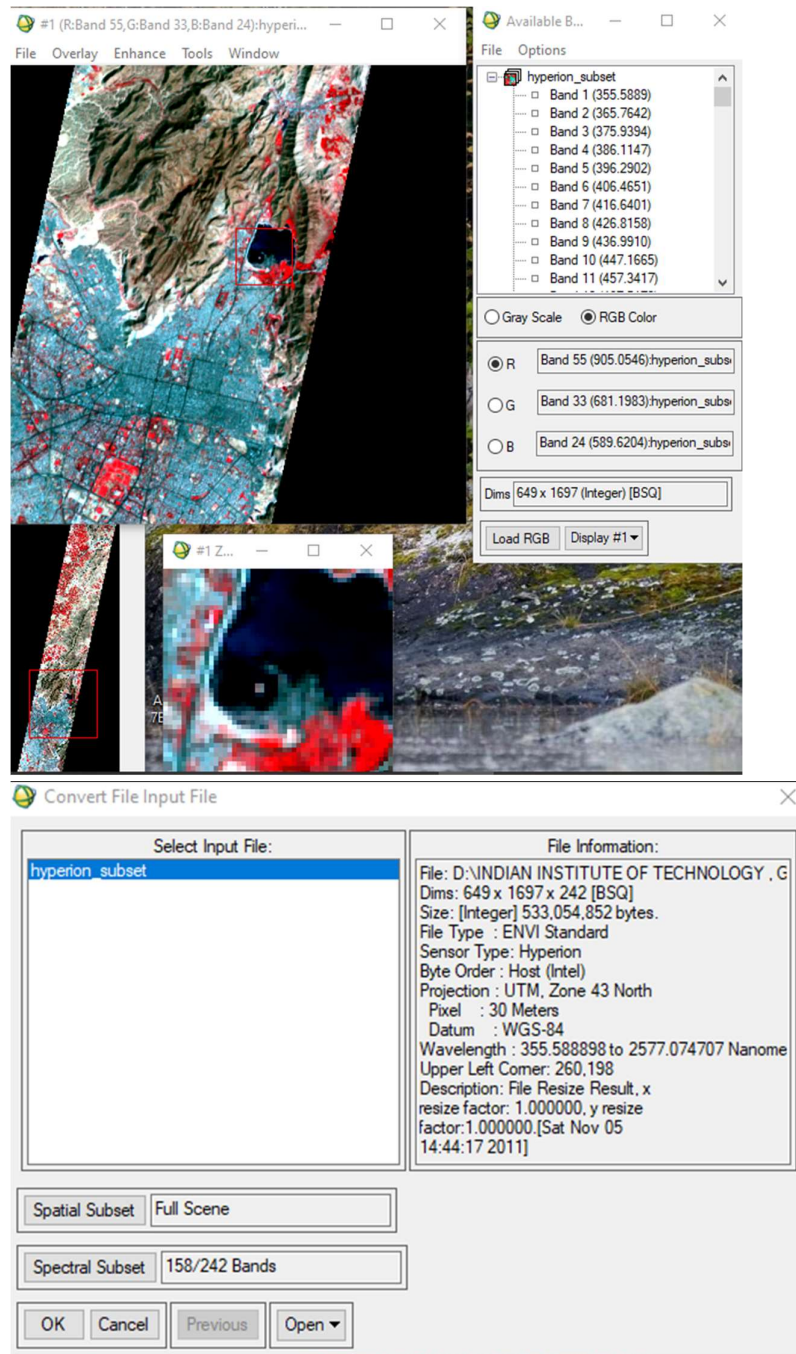 #1 (R:Band 55,G:Band 33,B:Band 24):hyperi...
File Overlay Enhance Tools Window
Available B...
File Options
hyperion_subset
Band 1 (355.5889)
Band 2 (365.7642)
Band 3 (375.9394)
Band 4 (386.1147)
Band 5 (396.2902)
Band 6 (406.4651)
Band 7 (416.6401)
Band 8 (426.8158)
Band 9 (436.9910)
Band 10 (447.1665)
Band 11 (457.3417)
Gray Scale RGB Color
R Band 55 (905.0546):hyperion_subs
G Band 33 (681.1983):hyperion_subs
B Band 24 (589.6204):hyperion_subs
Dims 649 x 1697 (Integer) [BSQ]
Load RGB Display #1
#1 Z...
A
7E
Convert File Input File
Select Input File:
hyperion_subset
File Information:
File: D:\INDIAN INSTITUTE OF TECHNOLOGY , G
Dims: 649 x 1697 x 242 [BSQ]
Size: [Integer] 533,054,852 bytes.
File Type : ENVI Standard
Sensor Type: Hyperion
Byte Order : Host (Intel)
Projection : UTM, Zone 43 North
Pixel : 30 Meters
Datum : WGS-84
Wavelength : 355.588898 to 2577.074707 Nanome
Upper Left Corner: 260,198
Description: File Resize Result, x
resize factor: 1.000000, y resize
factor:1.000000.[Sat Nov 05
14:44:17 2011]
Spatial Subset Full Scene
Spectral Subset 158/242 Bands
OK Cancel Previous Open